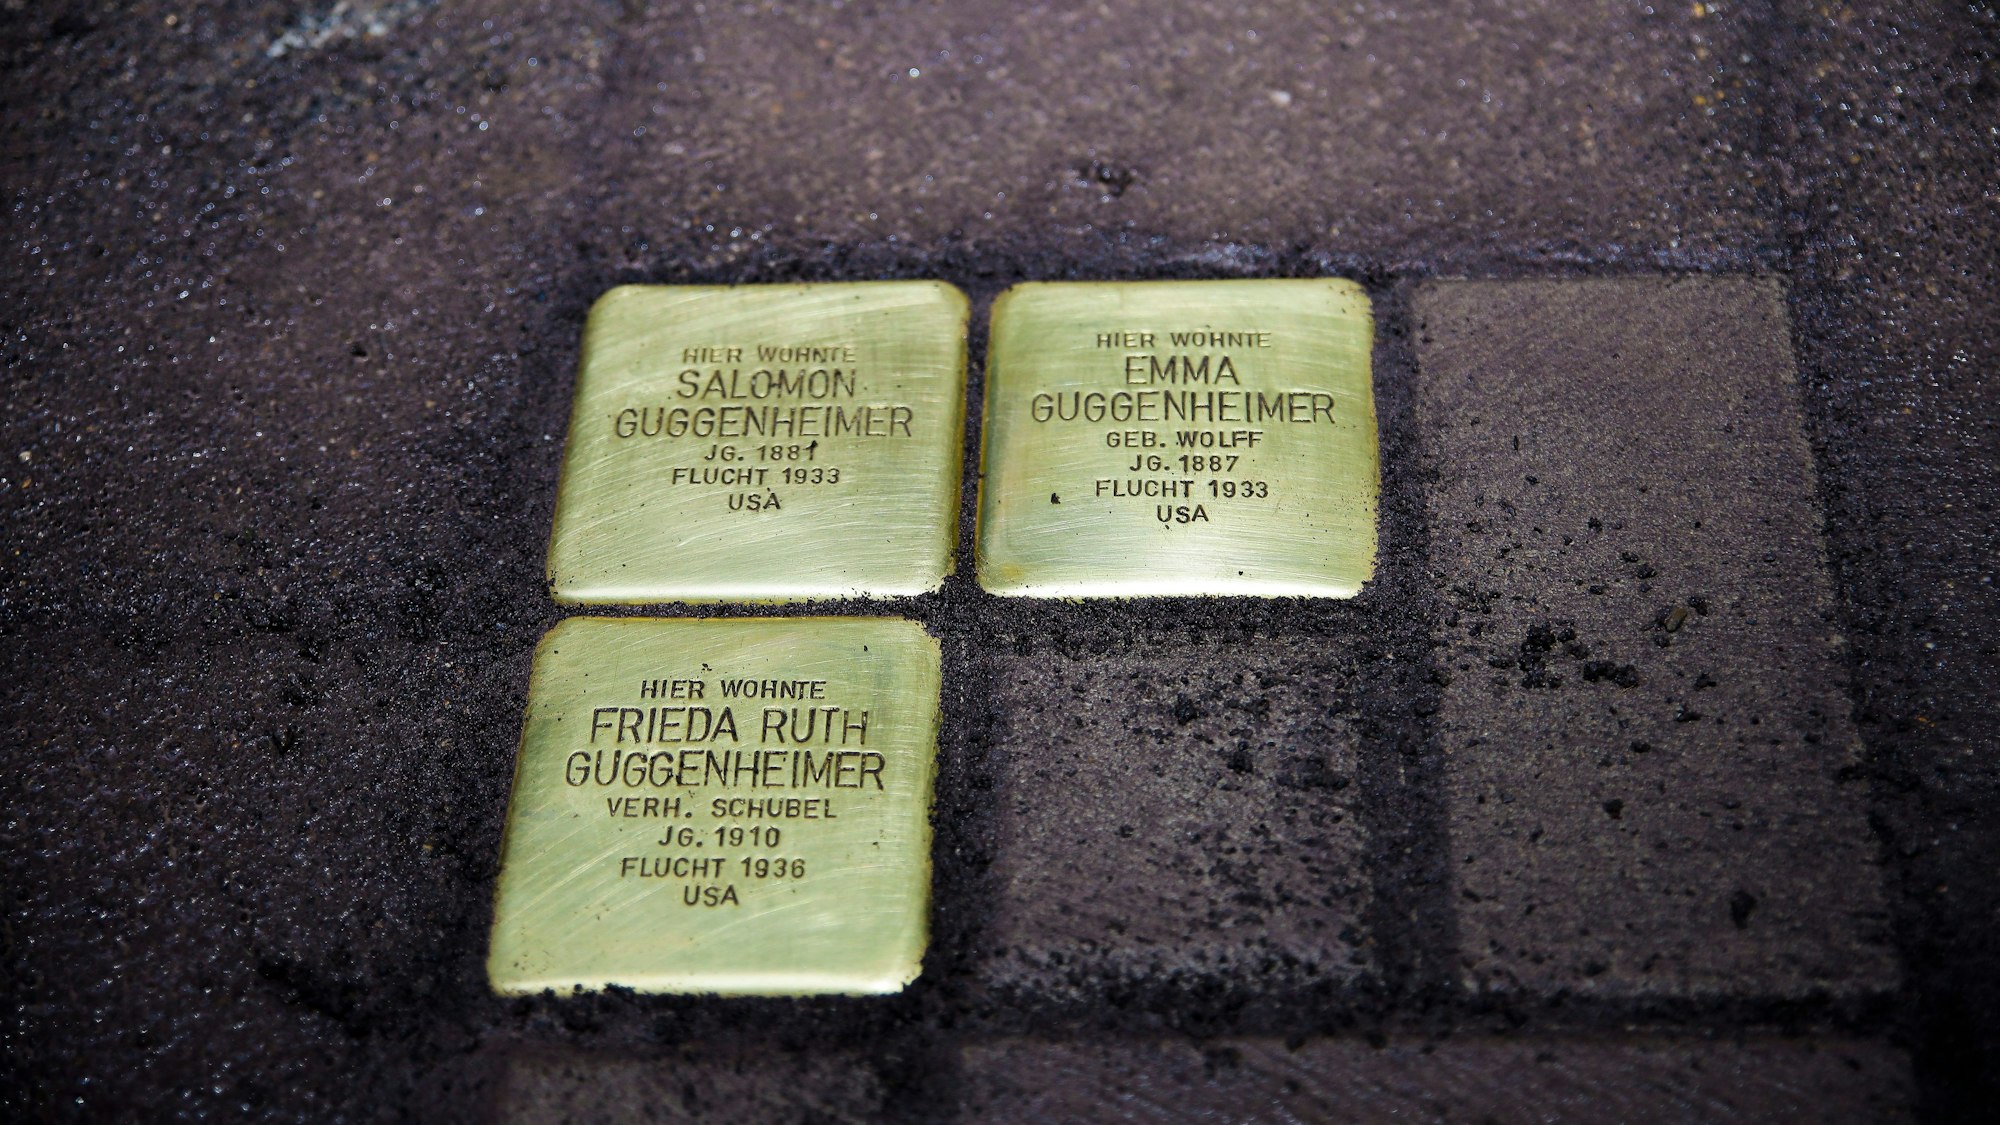 HIER WOHNTE
SALOMON
GUGGENHEIMER
JG. 1881
FLUCHT 1933
USA
HIER WOHNTE
EMMA
GUGGENHEIMER
GEB. WOLFF
JG. 1887
FLUCHT 1933
USA
HIER WOHNTE
FRIEDA RUTH
GUGGENHEIMER
VERH. SCHUBEL
JG. 1910
FLUCHT 1936
USA